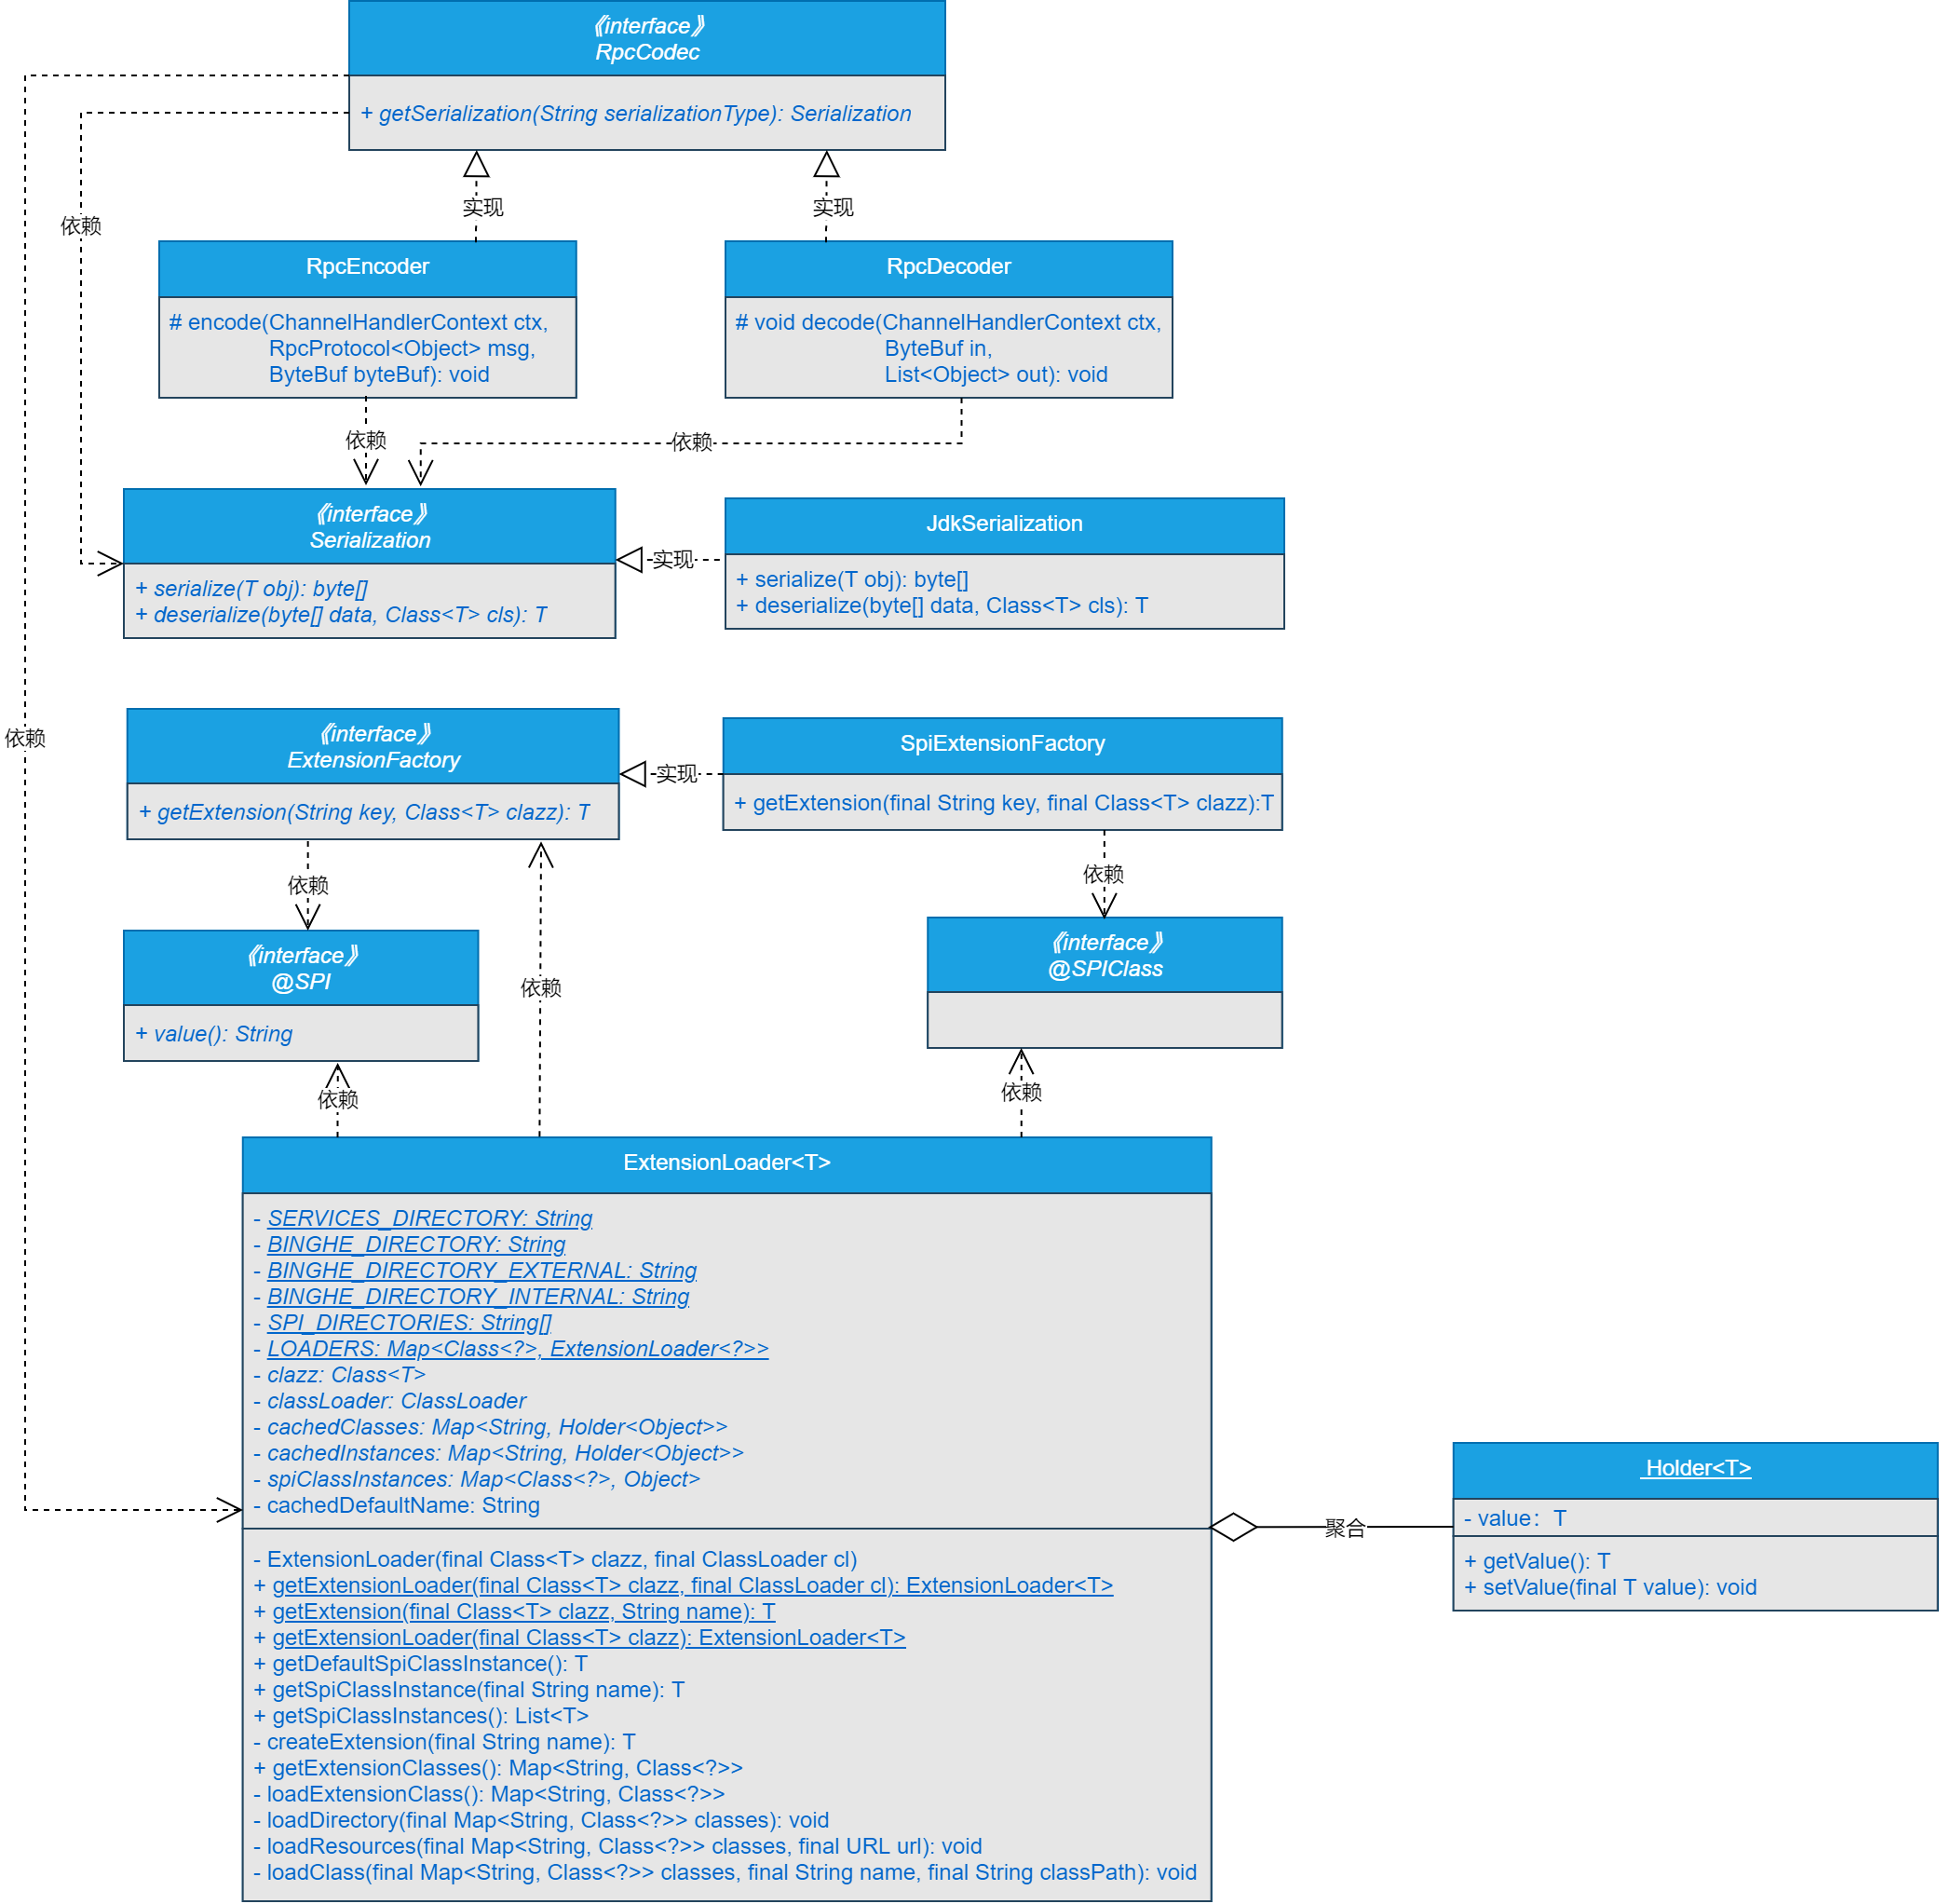 《interface》
RpcCodec
+ getSerialization(String serializationType): Serialization
实现
实现
依赖
RpcEncoder
# encode(ChannelHandlerContext ctx,
RpcProtocol<Object> msg,
ByteBuf byteBuf): void
RpcDecoder
# void decode(ChannelHandlerContext ctx,
ByteBuf in,
List<Object> out): void
依赖
依赖
《interface》
Serialization
+ serialize(T obj): byte[]
+ deserialize(byte[] data, Class<T> cls): T
实现
JdkSerialization
+ serialize(T obj): byte[]
+ deserialize(byte[] data, Class<T> cls): T
依赖
《interface》
ExtensionFactory
+ getExtension(String key, Class<T> clazz): T
实现
SpiExtensionFactory
+ getExtension(final String key, final Class<T> clazz):T
依赖
依赖
《interface》
@SPI
+ value(): String
依赖
《interface》
@SPIClass
依赖
依赖
ExtensionLoader<T>
- SERVICES_DIRECTORY: String
- BINGHE_DIRECTORY: String
- BINGHE_DIRECTORY_EXTERNAL: String
- BINGHE_DIRECTORY_INTERNAL: String
- SPI_DIRECTORIES: String[]
- LOADERS: Map<Class<?>, ExtensionLoader<?>>
- clazz: Class<T>
- classLoader: ClassLoader
- cachedClasses: Map<String, Holder<Object>>
- cachedInstances: Map<String, Holder<Object>>
- spiClassInstances: Map<Class<?>, Object>
- cachedDefaultName: String
- ExtensionLoader(final Class<T> clazz, final ClassLoader cl)
+ getExtensionLoader(final Class<T> clazz, final ClassLoader cl): ExtensionLoader<T>
+ getExtension(final Class<T> clazz, String name): T
+ getExtensionLoader(final Class<T> clazz): ExtensionLoader<T>
+ getDefaultSpiClassInstance(): T
+ getSpiClassInstance(final String name): T
+ getSpiClassInstances(): List<T>
- createExtension(final String name): T
+ getExtensionClasses(): Map<String, Class<?>>
- loadExtensionClass(): Map<String, Class<?>>
- loadDirectory(final Map<String, Class<?>> classes): void
- loadResources(final Map<String, Class<?>> classes, final URL url): void
- loadClass(final Map<String, Class<?>> classes, final String name, final String classPath): void
聚合
Holder<T>
- value：T
+ getValue(): T
+ setValue(final T value): void